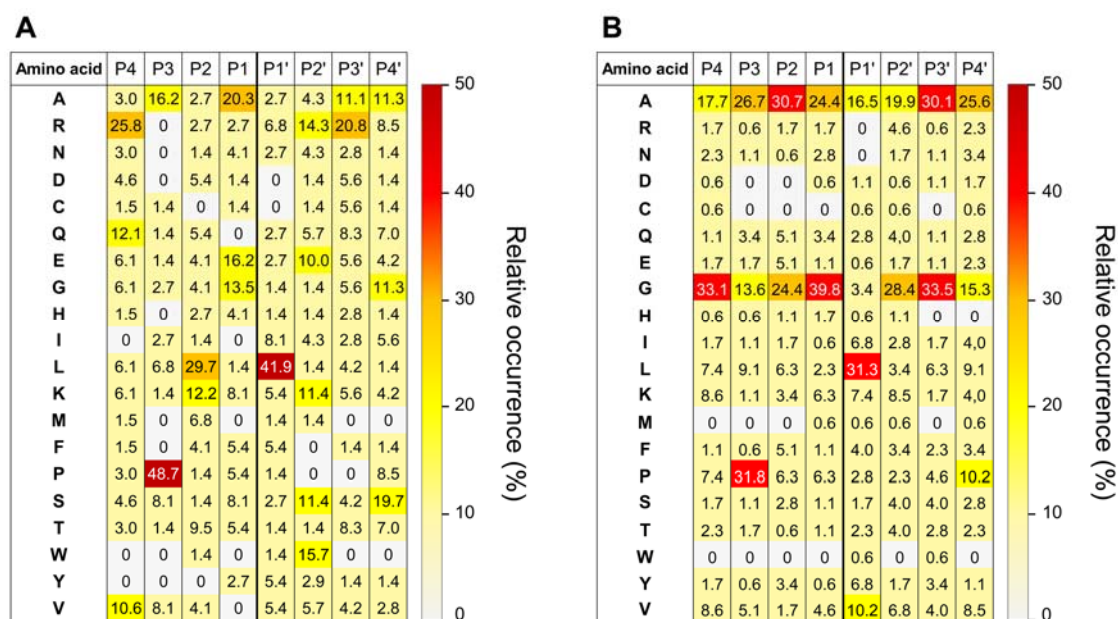 A
Amino acid P4 P3 P2 P1 P1' P2' P3' P4'
A 3.0 16.2 2.7 20.3 2.7 4.3 11.1 11.3
R 25.8 0 2.7 2.7 6.8 14.3 20.8 8.5
N 3.0 0 1.4 4.1 2.7 4.3 2.8 1.4
D 4.6 0 5.4 1.4 0 1.4 5.6 1.4
C 1.5 1.4 0 1.4 0 1.4 5.6 1.4
Q 12.1 1.4 5.4 0 2.7 5.7 8.3 7.0
E 6.1 1.4 4.1 16.2 2.7 10.0 5.6 4.2
G 6.1 2.7 4.1 13.5 1.4 1.4 5.6 11.3
H 1.5 0 2.7 4.1 1.4 1.4 2.8 1.4
I 0 2.7 1.4 0 8.1 4.3 2.8 5.6
L 6.1 6.8 29.7 1.4 41.9 1.4 4.2 1.4
K 6.1 1.4 12.2 8.1 5.4 11.4 5.6 4.2
M 1.5 0 6.8 0 1.4 1.4 0 0
F 1.5 0 4.1 5.4 5.4 0 1.4 1.4
P 3.0 48.7 1.4 5.4 1.4 0 0 8.5
S 4.6 8.1 1.4 8.1 2.7 11.4 4.2 19.7
T 3.0 1.4 9.5 5.4 1.4 1.4 8.3 7.0
W 0 0 1.4 0 1.4 15.7 0 0
Y 0 0 0 2.7 5.4 2.9 1.4 1.4
V 10.6 8.1 4.1 0 5.4 5.7 4.2 2.8
50
40
30
20
10
0
Relative occurrence (%)
B
Amino acid P4 P3 P2 P1 P1' P2' P3' P4'
A 17.7 26.7 30.7 24.4 16.5 19.9 30.1 25.6
R 1.7 0.6 1.7 1.7 0 4.6 0.6 2.3
N 2.3 1.1 0.6 2.8 0 1.7 1.1 3.4
D 0.6 0 0 0.6 1.1 0.6 1.1 1.7
C 0.6 0 0 0 0.6 0.6 0 0.6
Q 1.1 3.4 5.1 3.4 2.8 4,0 1.1 2.8
E 1.7 1.7 5.1 1.1 0.6 1.7 1.1 2.3
G 33.1 13.6 24.4 39.8 3.4 28.4 33.5 15.3
H 0.6 0.6 1.1 1.7 0.6 1.1 0 0
I 1.7 1.1 1.7 0.6 6.8 2.8 1.7 4,0
L 7.4 9.1 6.3 2.3 31.3 3.4 6.3 9.1
K 8.6 1.1 3.4 6.3 7.4 8.5 1.7 4,0
M 0 0 0 0.6 0.6 0.6 0 0.6
F 1.1 0.6 5.1 1.1 4.0 3.4 2.3 3.4
P 7.4 31.8 6.3 6.3 2.8 2.3 4.6 10.2
S 1.7 1.1 2.8 1.1 1.7 4.0 4.0 2.8
T 2.3 1.7 0.6 1.1 2.3 4.0 2.8 2.3
W 0 0 0 0 0.6 0 0.6 0
Y 1.7 0.6 3.4 0.6 6.8 1.7 3.4 1.1
V 8.6 5.1 1.7 4.6 10.2 6.8 4.0 8.5
50
40
30
20
10
0
Relative occurrence (%)